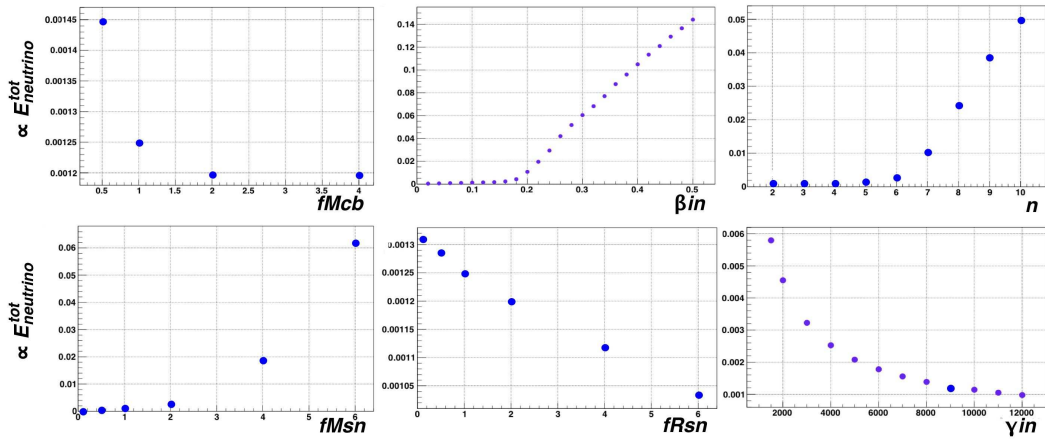 ∝ E^tot_neutrino
0.00145
0.0014
0.00135
0.0013
0.00125
0.0012
0.5 1 1.5 2 2.5 3 3.5 4
fMcb
0.14
0.12
0.1
0.08
0.06
0.04
0.02
0
0 0.1 0.2 0.3 0.4 0.5
βin
0.05
0.04
0.03
0.02
0.01
0
2 3 4 5 6 7 8 9 10
n
∝ E^tot_neutrino
0.06
0.05
0.04
0.03
0.02
0.01
0
0 1 2 3 4 5 6
fMsn
.0013
0.00125
0.0012
0.00115
0.0011
0.00105
0 1 2 3 4 5 6
fRsn
0.006
0.005
0.004
0.003
0.002
0.001
2000 4000 6000 8000 10000 12000
γin